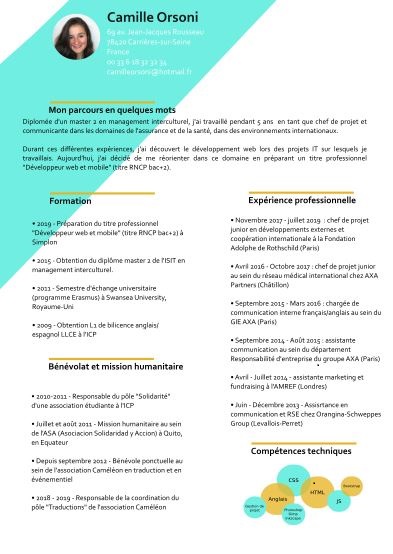 Camille Orsoni
69 av. Jean-Jacques Rousseau
78420 Carrières-sur-Seine
France
00 33 6 18 32 32 34
camilleorsoni@hotmail.fr
Mon parcours en quelques mots
Diplomée d'un master 2 en management interculturel, j'ai travaillé pendant 5 ans en tant que chef de projet et
communicante dans les domaines de l'assurance et de la santé, dans des environnements internationaux.
Durant ces différentes expériences, j'ai découvert le développement web lors des projets IT sur lesquels je
travaillais. Aujourd'hui, j'ai décidé de me réorienter dans ce domaine en préparant un titre professionnel
"Développeur web et mobile" (titre RNCP bac+2).
Formation
• 2019 - Préparation du titre professionnel
"Développeur web et mobile" (titre RNCP bac+2) à
Simplon
• 2015 - Obtention du diplôme master 2 de l'ISIT en
management interculturel.
• 2011 - Semestre d'échange universitaire
(programme Erasmus) à Swansea University,
Royaume-Uni
• 2009 - Obtention L1 de bilicence anglais/
espagnol LLCE à l'ICP
Bénévolat et mission humanitaire
• 2010-2011 - Responsable du pôle "Solidarité"
d'une association étudiante à l'ICP
• Juillet et août 2011 - Mission humanitaire au sein
de l'ASA (Asociacion Solidaridad y Accion) à Quito,
en Equateur
• Depuis septembre 2012 - Bénévole ponctuelle au
sein de l'association Caméléon en traduction et en
événementiel
• 2018 - 2019 - Responsable de la coordination du
pôle "Traductions" de l'association Caméléon
Expérience professionnelle
• Novembre 2017 - juillet 2019 : chef de projet
junior en développements externes et
coopération internationale à la Fondation
Adolphe de Rothschild (Paris)
• Avril 2016 - Octobre 2017 : chef de projet junior
au sein du réseau médical international chez AXA
Partners (Châtillon)
• Septembre 2015 - Mars 2016 : chargée de
communication interne français/anglais au sein du
GIE AXA (Paris)
• Septembre 2014 - Août 2015 : assistante
communication au sein du département
Responsabilité d'entreprise du groupe AXA (Paris)
• Avril - Juillet 2014 - assistante marketing et
fundraising à l'AMREF (Londres)
• Juin - Décembre 2013 - Assisrtance en
communication et RSE chez Orangina-Schweppes
Group (Levallois-Perret)
Compétences techniques
CSS
HTML
Bootstrap
Anglais
JS
Gestion de
projet
Photoshop
Gimp
Inkscape